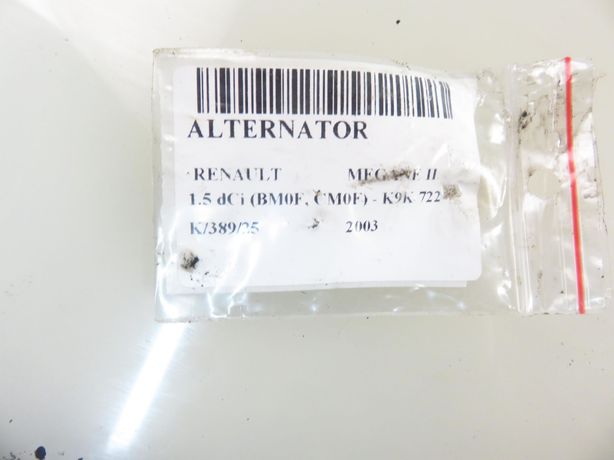 ALTERNATOR
RENAULT MEGANE II
1.5 dCi (BM0F, CM0F) - K9K 722
K/389/25 2003